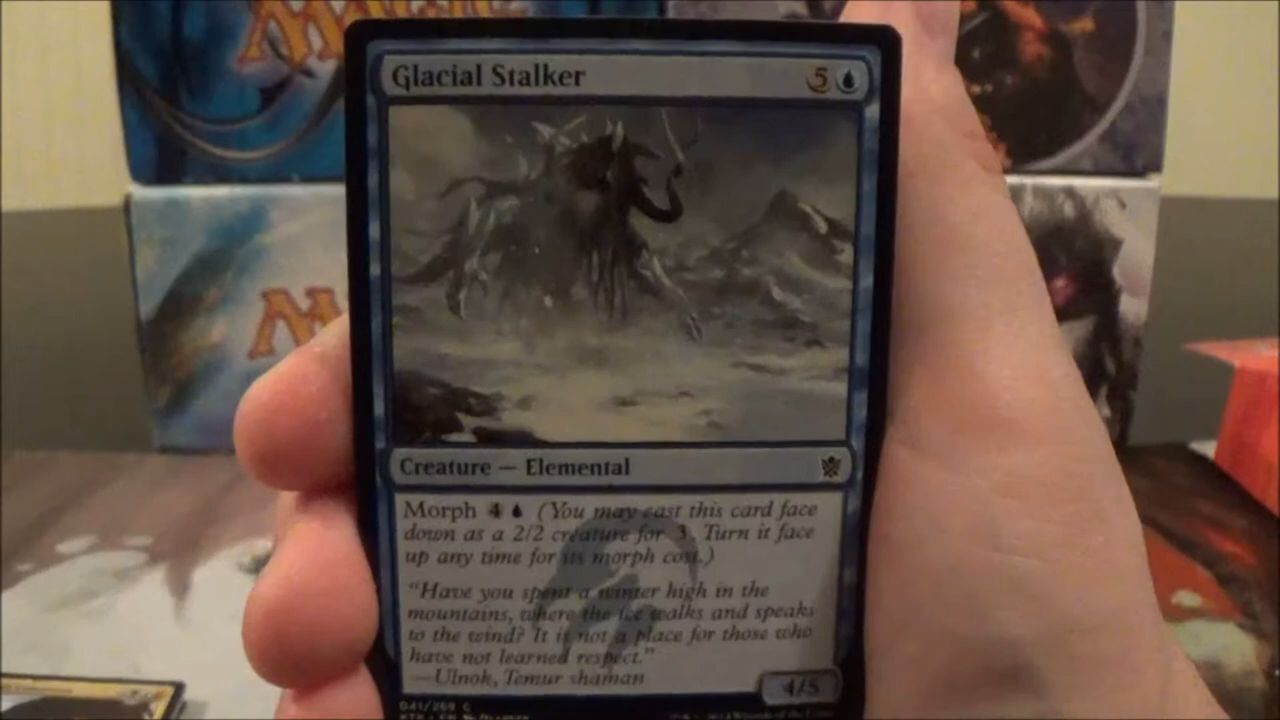 Glacial Stalker 5
Creature — Elemental
Morph 4 (You may cast this card face
down as a 2/2 creature for 3. Turn it face
up any time for its morph cost.)
"Have you spent a winter high in the
mountains, where the ice walks and speaks
to the wind? It is not a place for those who
have not learned respect."
—Ulnok, Temur shaman
4/5
041/269 C